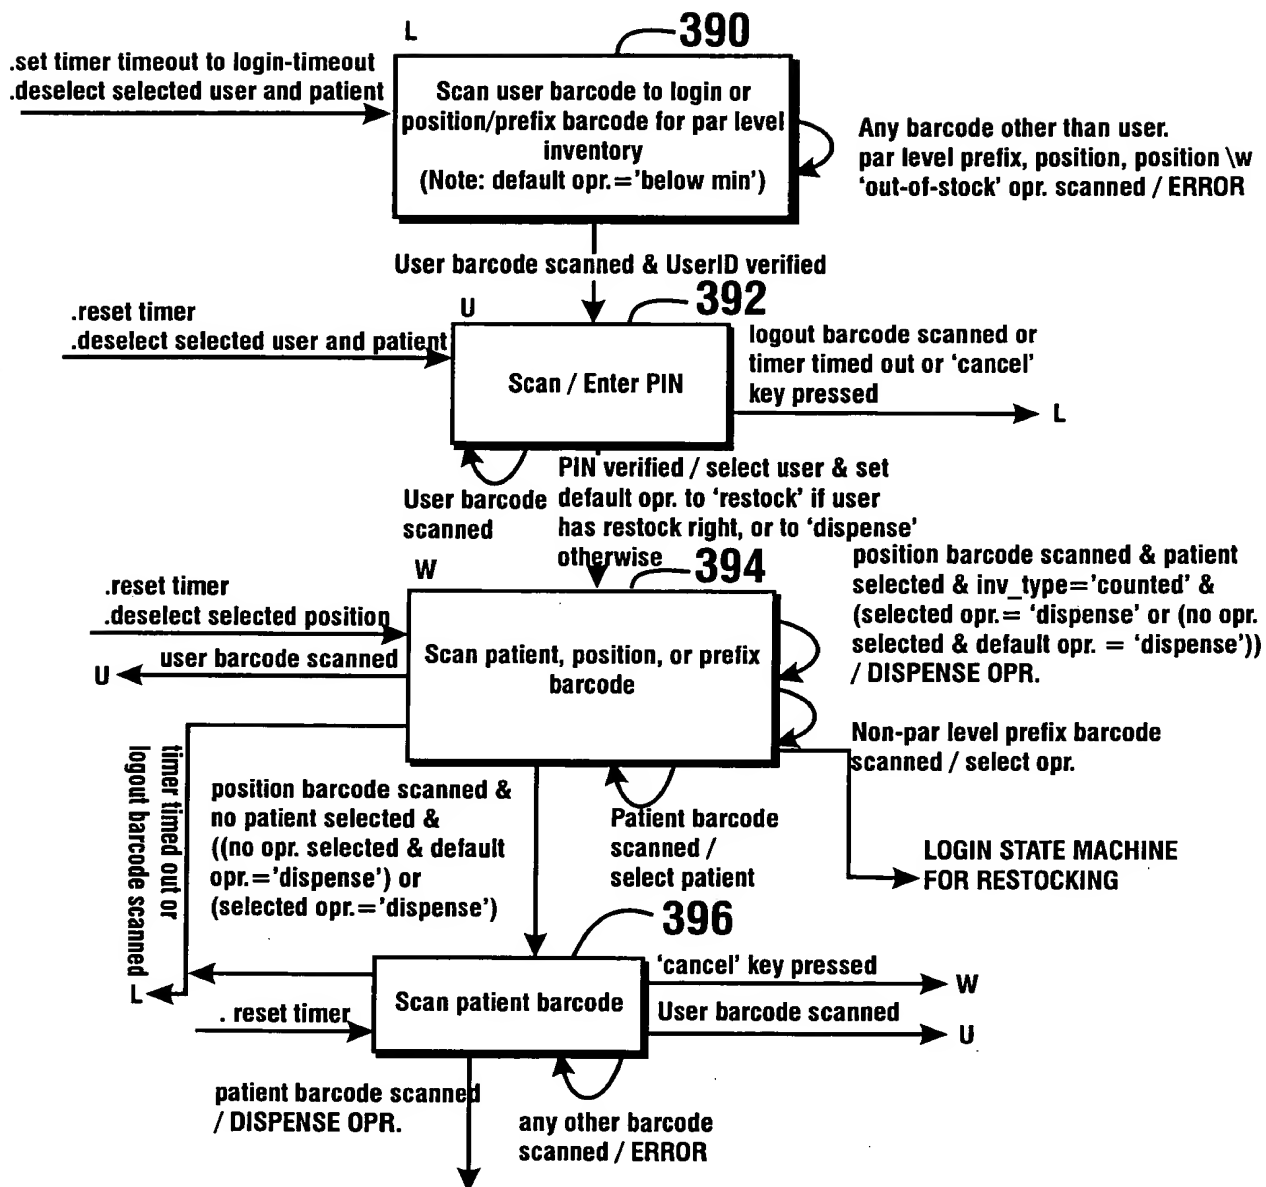 L
390
.set timer timeout to login-timeout
.deselect selected user and patient
Scan user barcode to login or
position/prefix barcode for par level
inventory
(Note: default opr.='below min')
Any barcode other than user.
par level prefix, position, position \w
'out-of-stock' opr. scanned / ERROR
User barcode scanned & UserID verified
U
392
.reset timer
.deselect selected user and patient
Scan / Enter PIN
logout barcode scanned or
timer timed out or 'cancel'
key pressed
L
User barcode
scanned
PIN verified / select user & set
default opr. to 'restock' if user
has restock right, or to 'dispense'
otherwise
W
394
.reset timer
.deselect selected position
user barcode scanned
U
Scan patient, position, or prefix
barcode
position barcode scanned & patient
selected & inv_type='counted' &
(selected opr.= 'dispense' or (no opr.
selected & default opr. = 'dispense'))
/ DISPENSE OPR.
Non-par level prefix barcode
scanned / select opr.
timer timed out or
logout barcode scanned
L
position barcode scanned &
no patient selected &
((no opr. selected & default
opr.='dispense') or
(selected opr.='dispense')
Patient barcode
scanned /
select patient
LOGIN STATE MACHINE
FOR RESTOCKING
396
Scan patient barcode
'cancel' key pressed
W
. reset timer
User barcode scanned
U
patient barcode scanned
/ DISPENSE OPR.
any other barcode
scanned / ERROR